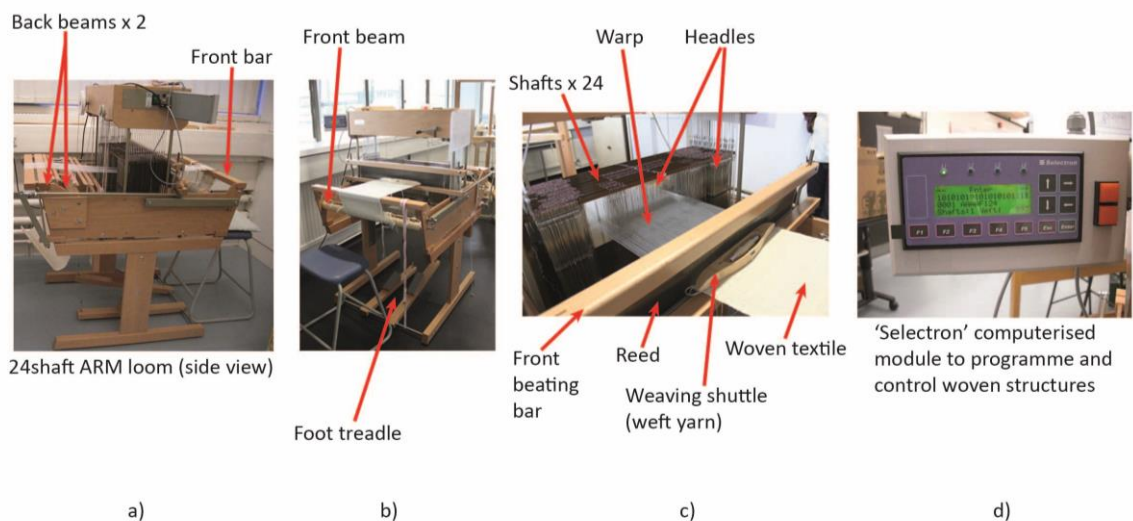 Back beams x 2
Front bar
24shaft ARM loom (side view)
a)
Front beam
Foot treadle
b)
Warp
Headles
Shafts x 24
Front
beating
bar
Reed
Weaving shuttle
(weft yarn)
Woven textile
c)
Selectron
Enter
Shafts:
F1 F2 F3 F4 F5 Esc Enter
'Selectron' computerised
module to programme and
control woven structures
d)